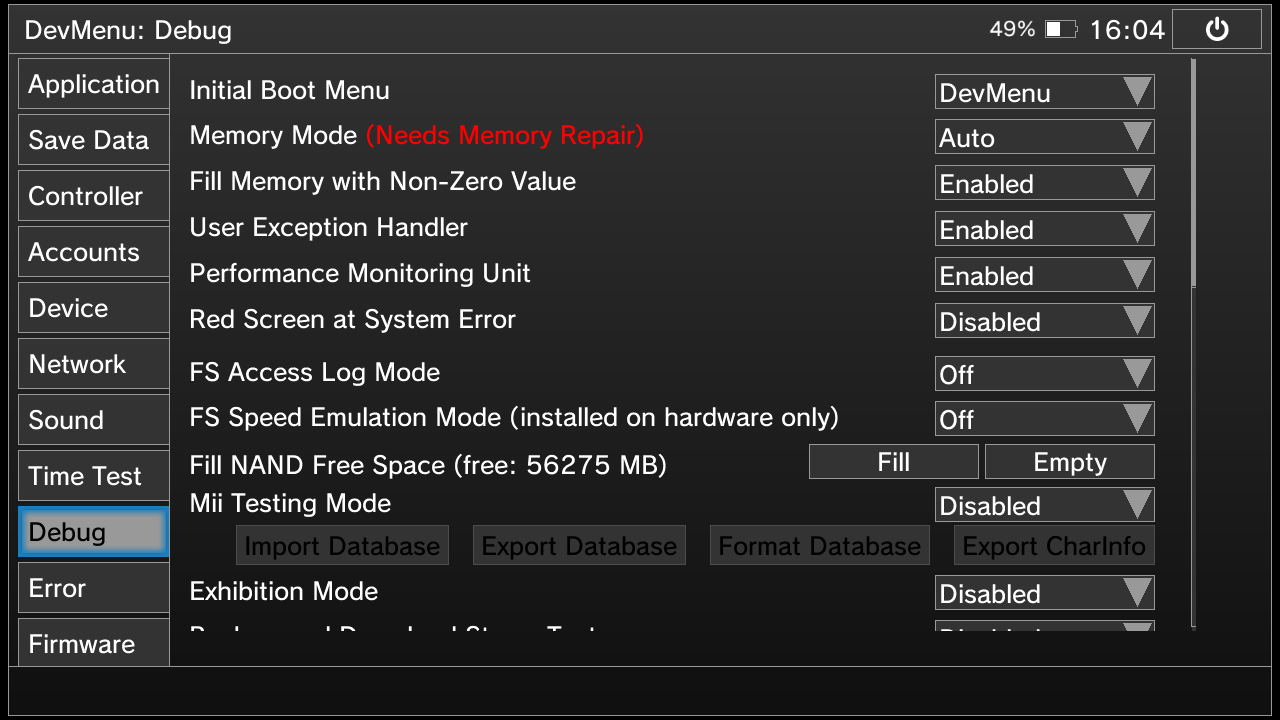 DevMenu: Debug
49%
16:04
Application
Save Data
Controller
Accounts
Device
Network
Sound
Time Test
Debug
Error
Firmware
Initial Boot Menu
DevMenu
Memory Mode (Needs Memory Repair)
Auto
Fill Memory with Non-Zero Value
Enabled
User Exception Handler
Enabled
Performance Monitoring Unit
Enabled
Red Screen at System Error
Disabled
FS Access Log Mode
Off
FS Speed Emulation Mode (installed on hardware only)
Off
Fill NAND Free Space (free: 56275 MB)
Fill
Empty
Mii Testing Mode
Disabled
Import Database
Export Database
Format Database
Export CharInfo
Exhibition Mode
Disabled